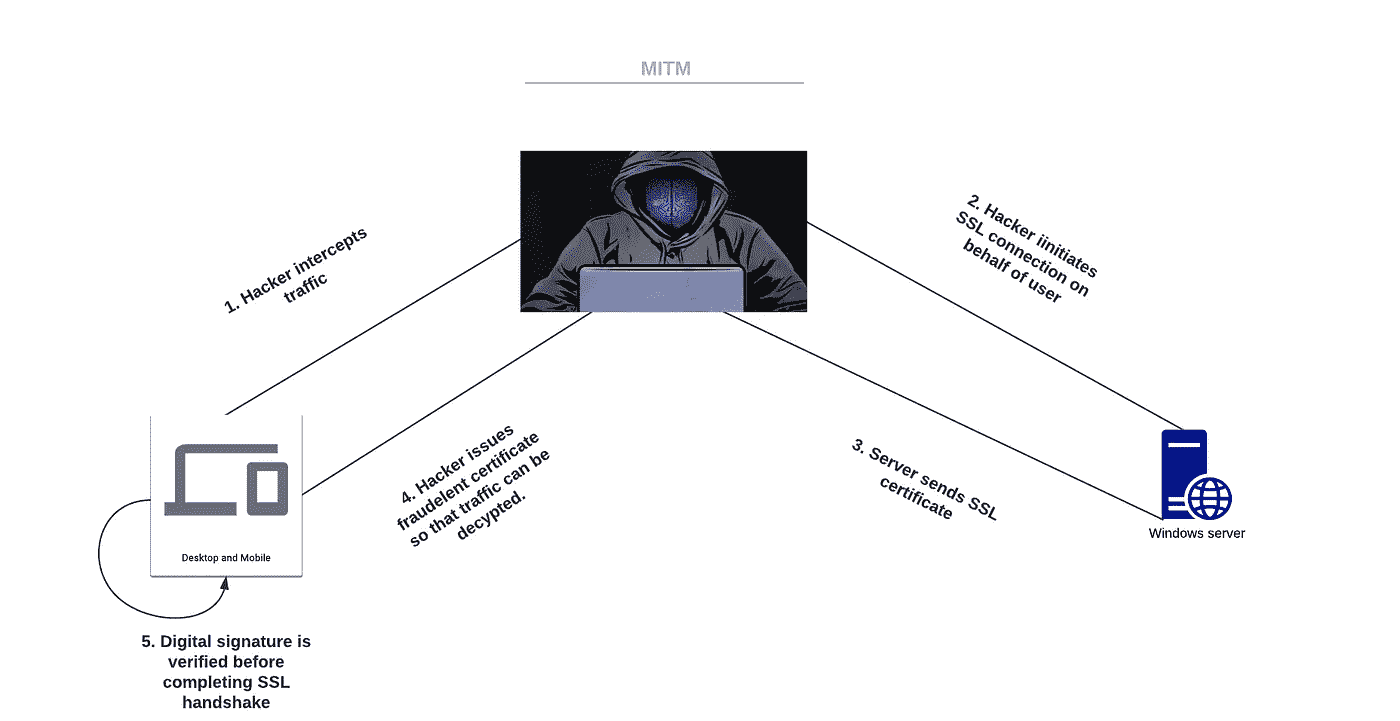 MITM
1. Hacker intercepts
traffic
2. Hacker iinitiates
SSL connection on
behalf of user
3. Server sends SSL
certificate
4. Hacker issues
fraudelent certificate
so that traffic can be
decypted.
Desktop and Mobile
Windows server
5. Digital signature is
verified before
completing SSL
handshake